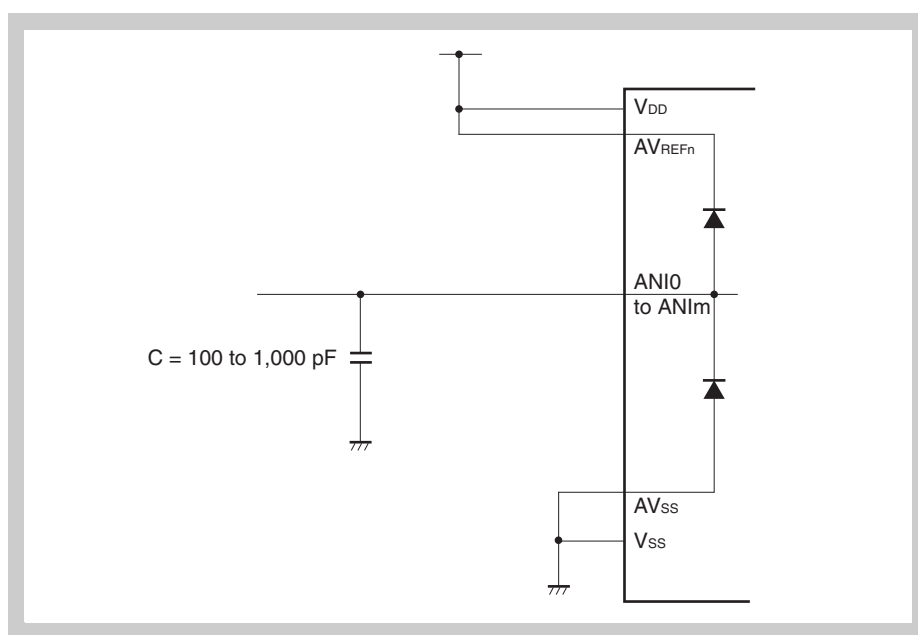 VDD
AVREFn
ANI0
to ANIm
C = 100 to 1,000 pF
AVSS
VSS